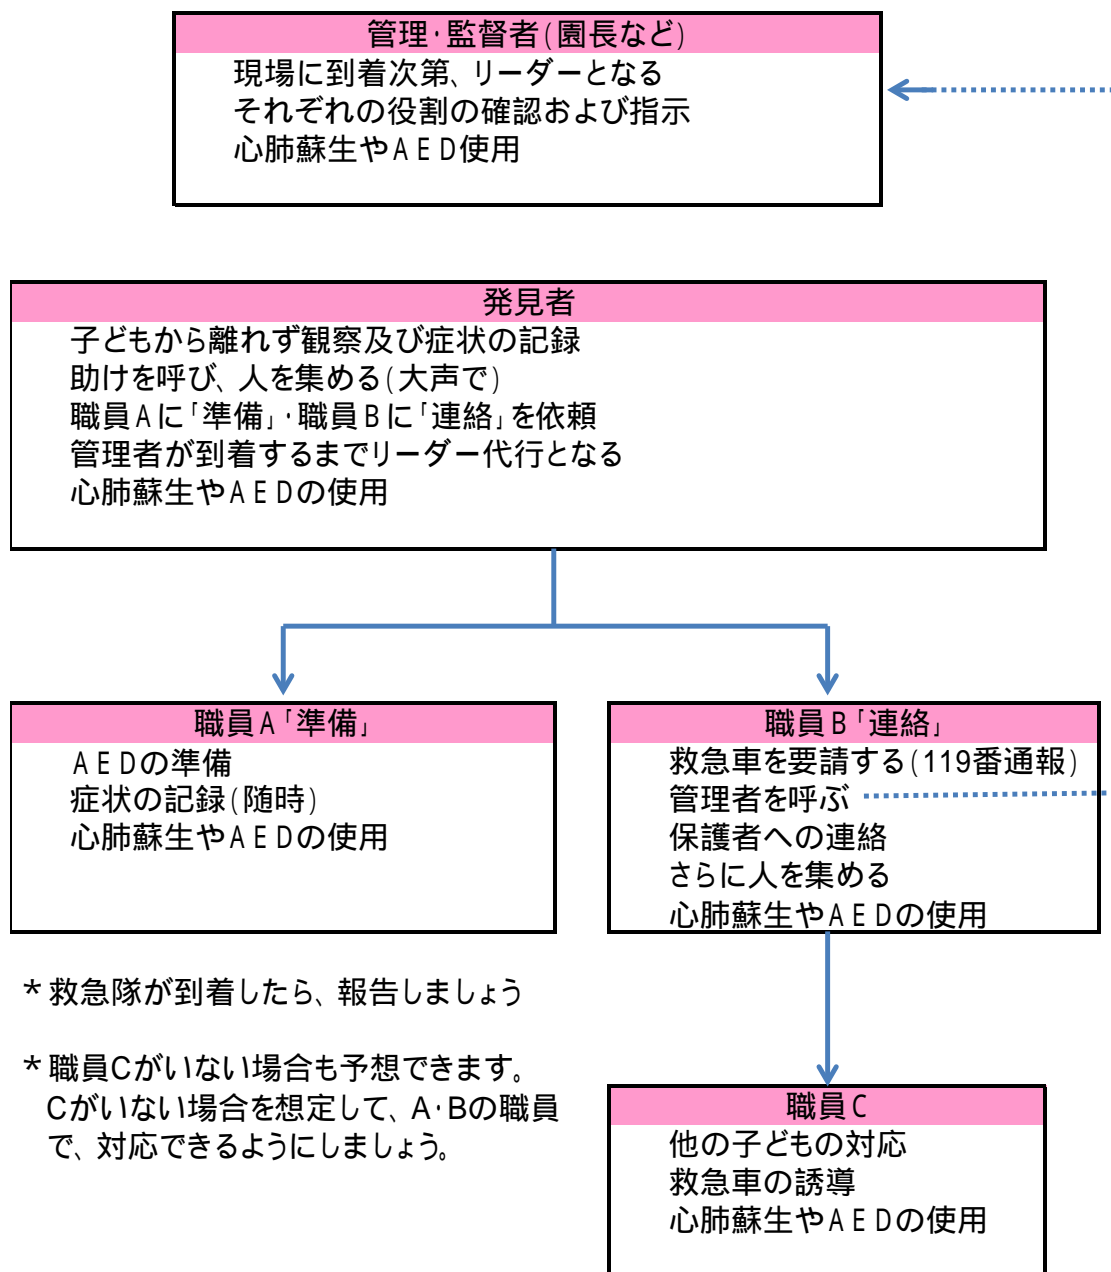 管理・監督者(園長など)
現場に到着次第、リーダーとなる
それぞれの役割の確認および指示
心肺蘇生やAED使用
発見者
子どもから離れず観察及び症状の記録
助けを呼び、人を集める(大声で)
職員Aに「準備」・職員Bに「連絡」を依頼
管理者が到着するまでリーダー代行となる
心肺蘇生やAEDの使用
職員A「準備」
AEDの準備
症状の記録(随時)
心肺蘇生やAEDの使用
職員B「連絡」
救急車を要請する(119番通報)
管理者を呼ぶ
保護者への連絡
さらに人を集める
心肺蘇生やAEDの使用
*救急隊が到着したら、報告しましょう
*職員Cがいない場合も予想できます。
Cがいない場合を想定して、A・Bの職員
で、対応できるようにしましょう。
職員C
他の子どもの対応
救急車の誘導
心肺蘇生やAEDの使用